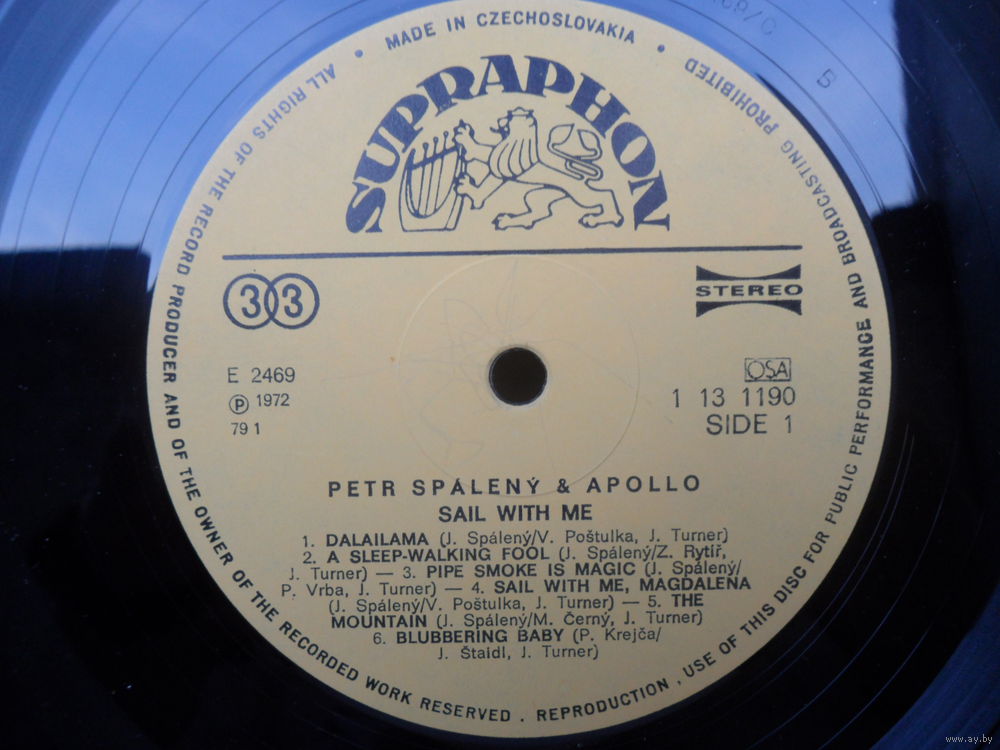 MADE IN CZECHOSLOVAKIA
SUPRAPHON
33
STEREO
E 2469
Ⓟ 1972
79 1
OSA
1 13 1190
SIDE 1
PETR SPÁLENÝ & APOLLO
SAIL WITH ME
1. DALAILAMA (J. Spálený/V. Poštulka, J. Turner)
2. A SLEEP-WALKING FOOL (J. Spálený/Z. Rytíř,
J. Turner) — 3. PIPE SMOKE IS MAGIC (J. Spálený/
P. Vrba, J. Turner) — 4. SAIL WITH ME, MAGDALENA
(J. Spálený/V. Poštulka, J. Turner) — 5. THE
MOUNTAIN (J. Spálený/M. Černý, J. Turner)
6. BLUBBERING BABY (P. Krejča/
J. Štaidl, J. Turner)
ALL RIGHTS OF THE RECORD PRODUCER AND OF THE OWNER OF THE RECORDED WORK RESERVED . REPRODUCTION , USE OF THIS DISC FOR PUBLIC PERFORMANCE AND BROADCASTING PROHIBITED
5
www.ay.by